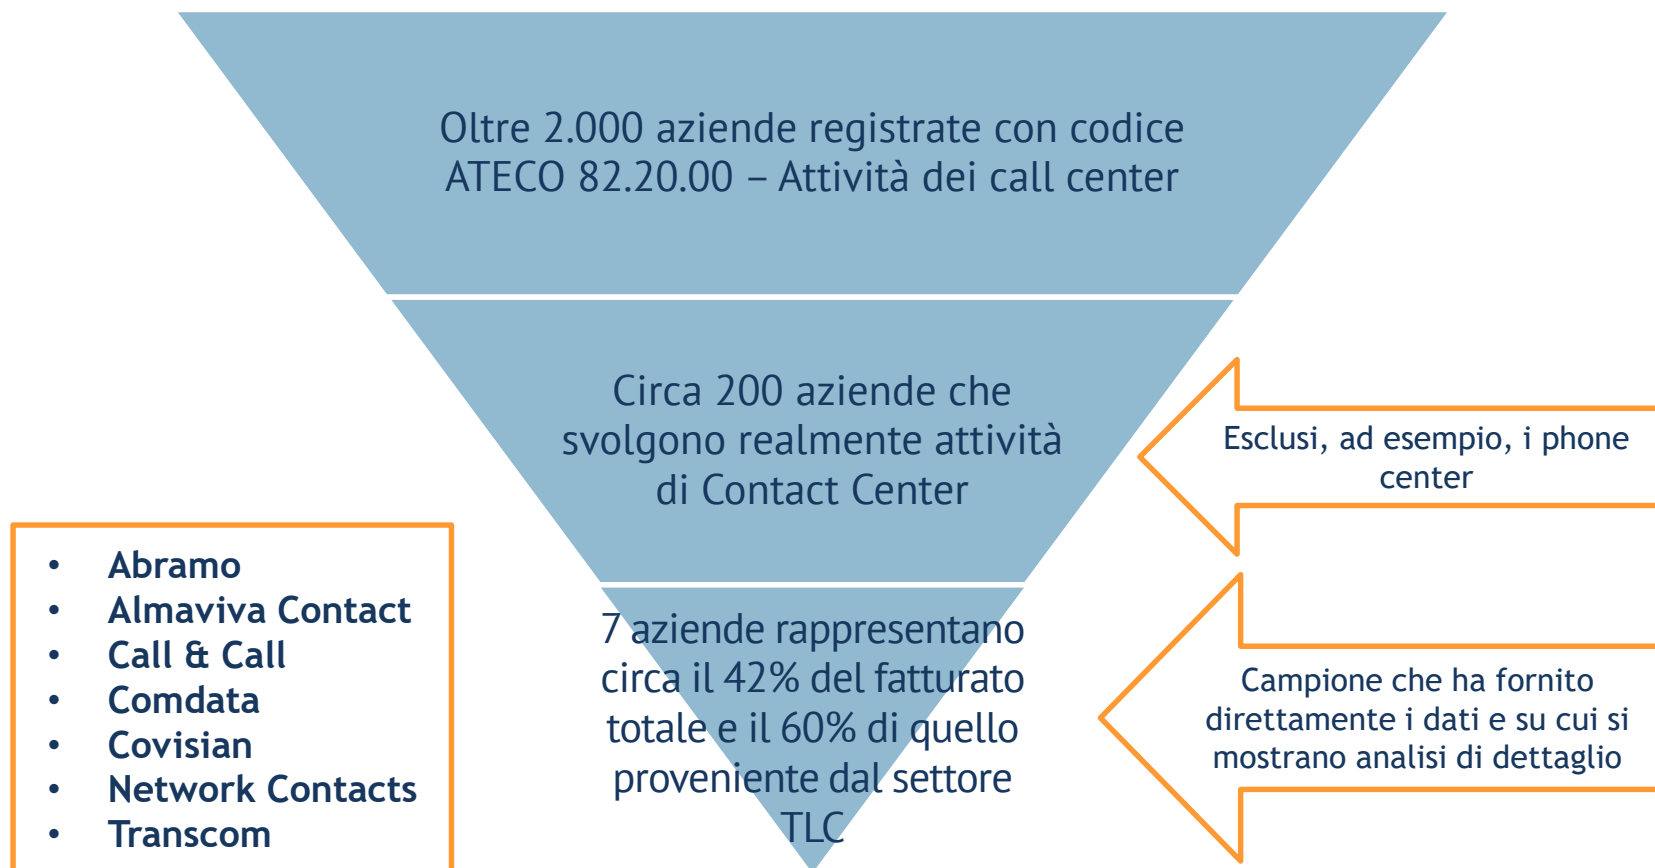 Oltre 2.000 aziende registrate con codice
ATECO 82.20.00 – Attività dei call center
Circa 200 aziende che
svolgono realmente attività
di Contact Center
Esclusi, ad esempio, i phone
center
• Abramo
• Almaviva Contact
• Call & Call
• Comdata
• Covisian
• Network Contacts
• Transcom
7 aziende rappresentano
circa il 42% del fatturato
totale e il 60% di quello
proveniente dal settore
TLC
Campione che ha fornito
direttamente i dati e su cui si
mostrano analisi di dettaglio